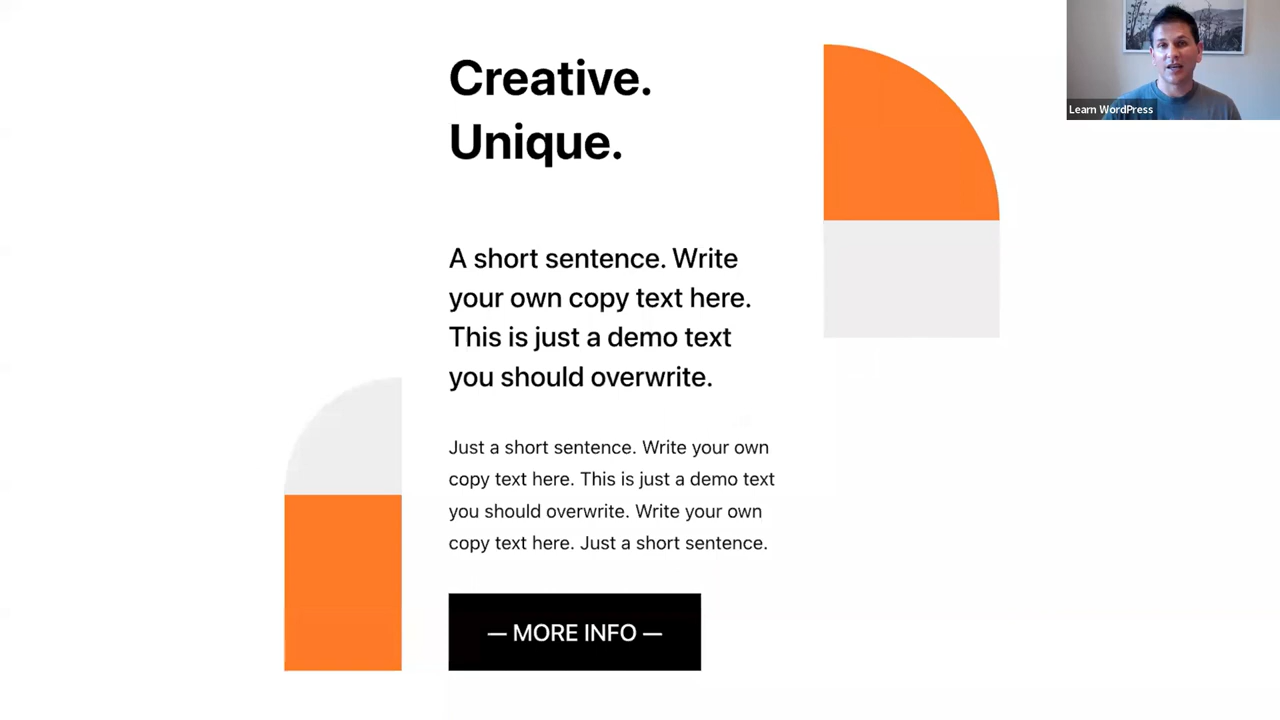 Creative.
Unique.
A short sentence. Write
your own copy text here.
This is just a demo text
you should overwrite.
Just a short sentence. Write your own
copy text here. This is just a demo text
you should overwrite. Write your own
copy text here. Just a short sentence.
— MORE INFO —
Learn WordPress